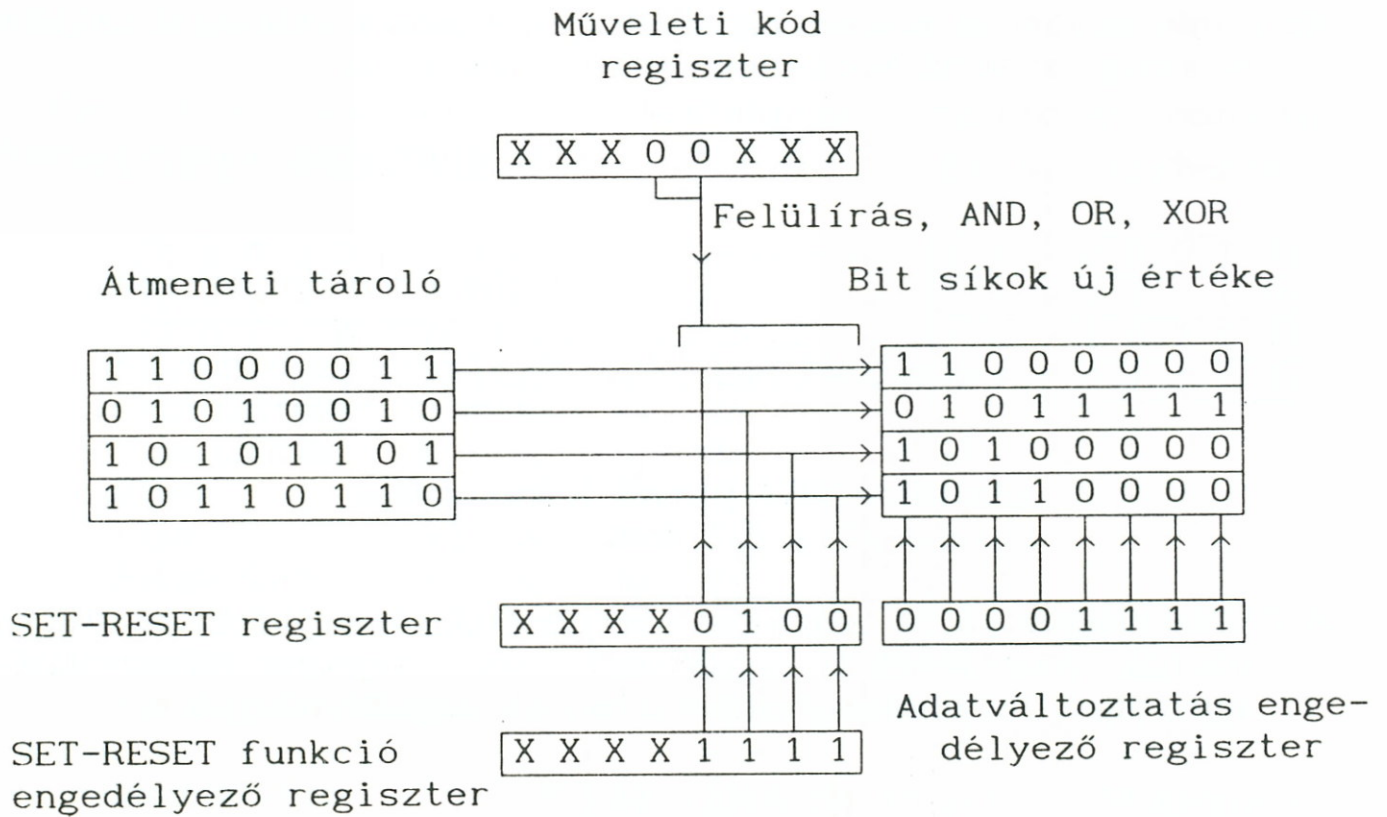 Műveleti kód
regiszter
X X X 0 0 X X X
Felülírás, AND, OR, XOR
Átmeneti tároló
Bit síkok új értéke
1 1 0 0 0 0 1 1
1 1 0 0 0 0 0 0
0 1 0 1 0 0 1 0
0 1 0 1 1 1 1 1
1 0 1 0 1 1 0 1
1 0 1 0 0 0 0 0
1 0 1 1 0 1 1 0
1 0 1 1 0 0 0 0
SET-RESET regiszter
X X X X 0 1 0 0
0 0 0 0 1 1 1 1
Adatváltoztatás enge-
délyező regiszter
SET-RESET funkció
engedélyező regiszter
X X X X 1 1 1 1